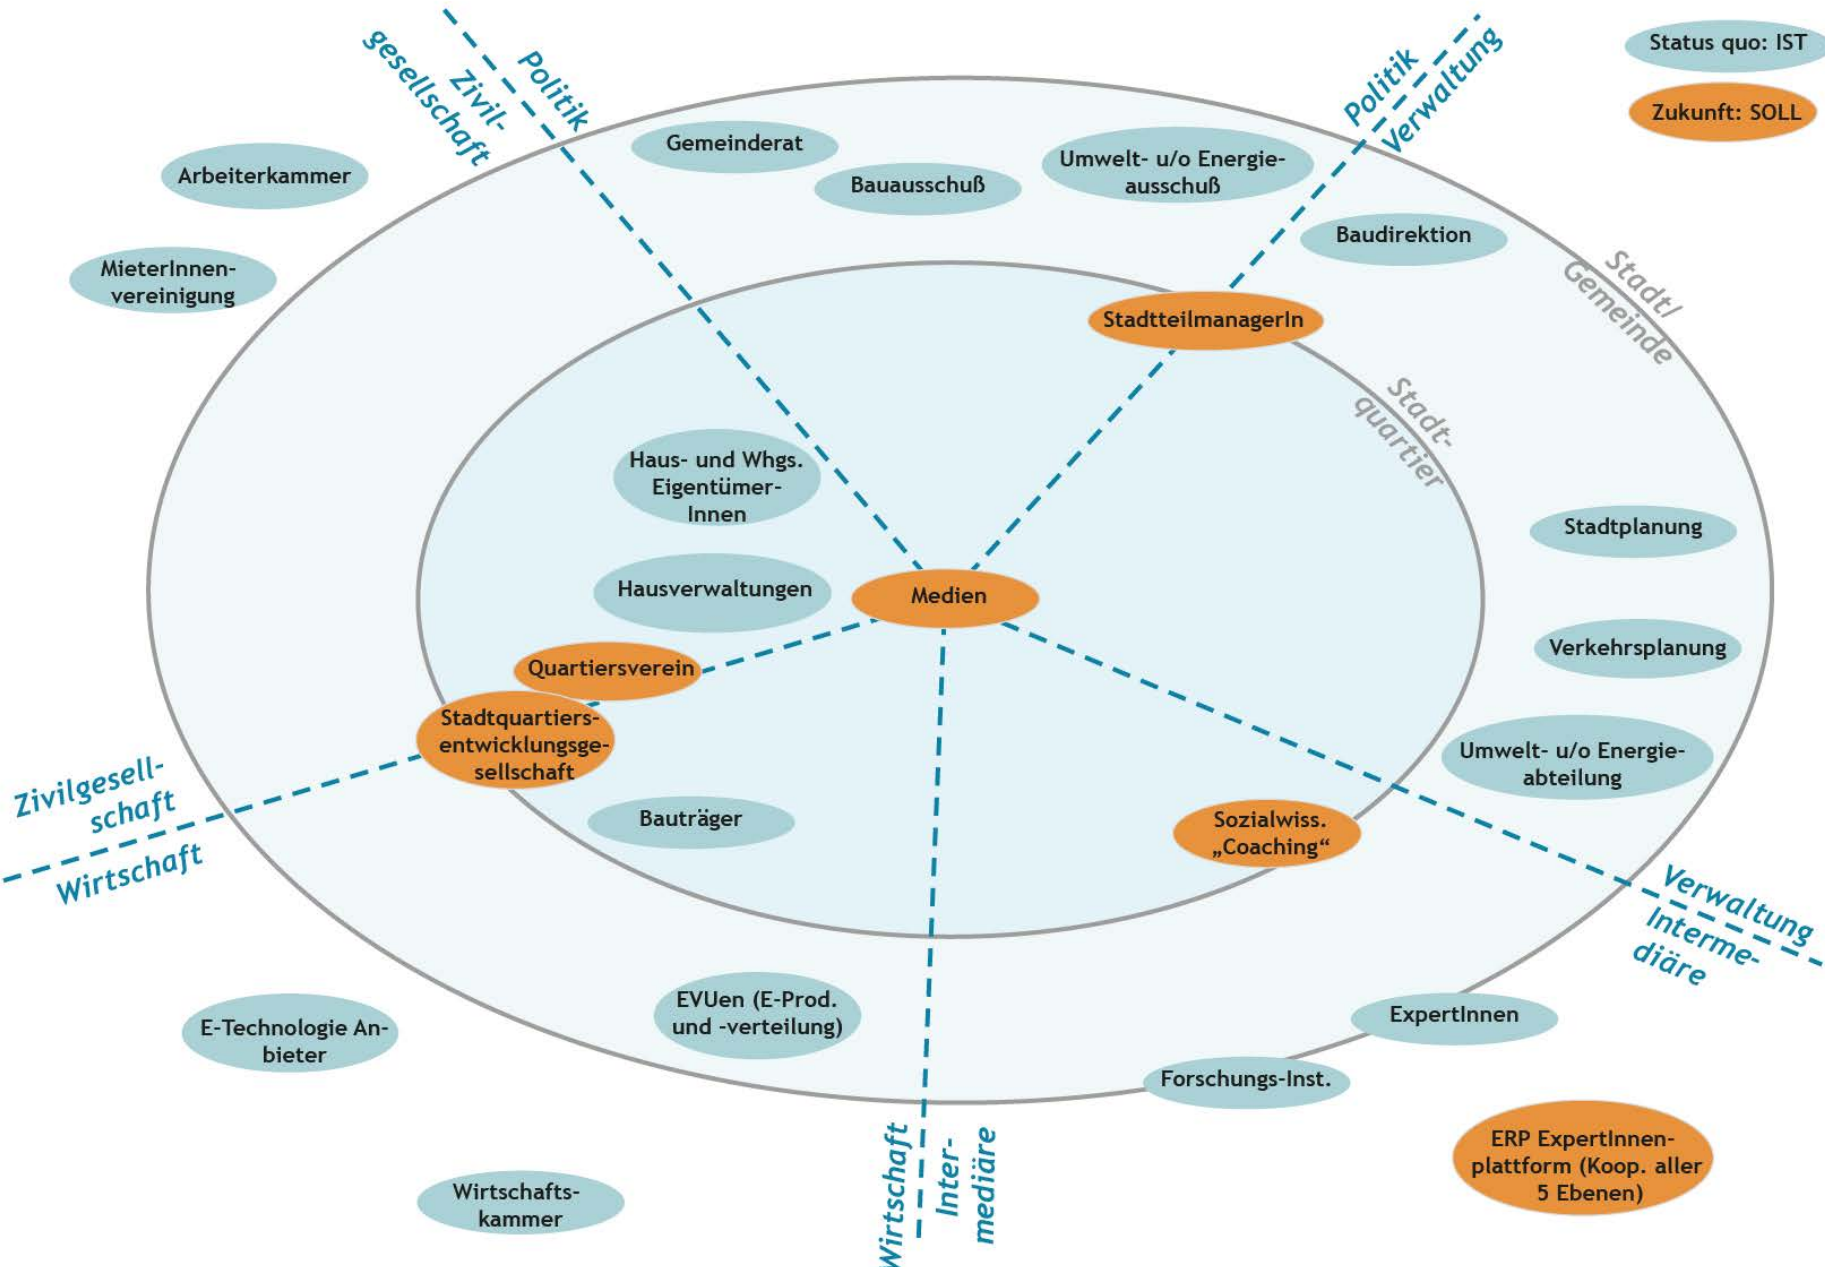 Politik
Zivil-
gesellschaft
Politik
Verwaltung
Status quo: IST
Zukunft: SOLL
Gemeinderat
Bauausschuß
Umwelt- u/o Energie-
ausschuß
Arbeiterkammer
MieterInnen-
vereinigung
Baudirektion
Stadt/
Gemeinde
StadtteilmanagerIn
Stadt-
quartier
Haus- und Whgs.
Eigentümer-
Innen
Hausverwaltungen
Medien
Stadtplanung
Verkehrsplanung
Umwelt- u/o Energie-
abteilung
Quartiersverein
Stadtquartiers-
entwicklungsge-
sellschaft
Zivilgesell-
schaft
Wirtschaft
Bauträger
Sozialwiss.
„Coaching“
Verwaltung
Interme-
diäre
E-Technologie An-
bieter
EVUen (E-Prod.
und -verteilung)
ExpertInnen
Forschungs-Inst.
ERP ExpertInnen-
plattform (Koop. aller
5 Ebenen)
Wirtschafts-
kammer
Wirtschaft
Inter-
mediäre